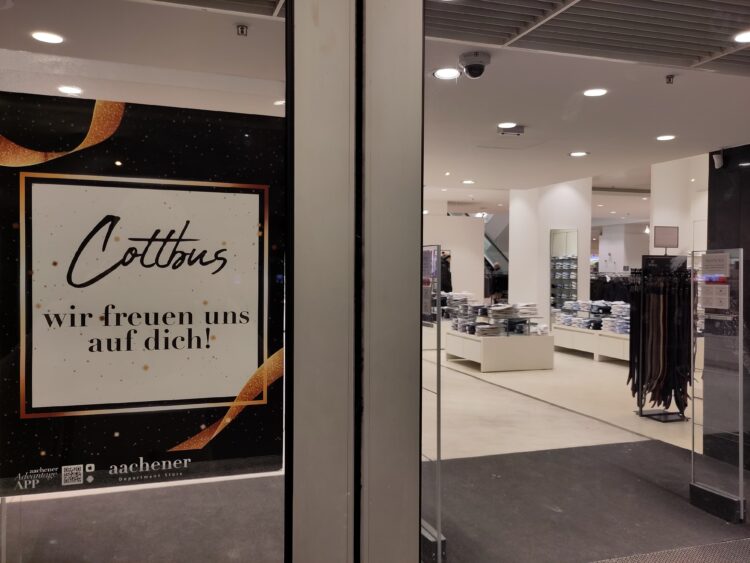 Cottbus
wir freuen uns
auf dich!
aachener
Advantage
APP
aachener
Department Store